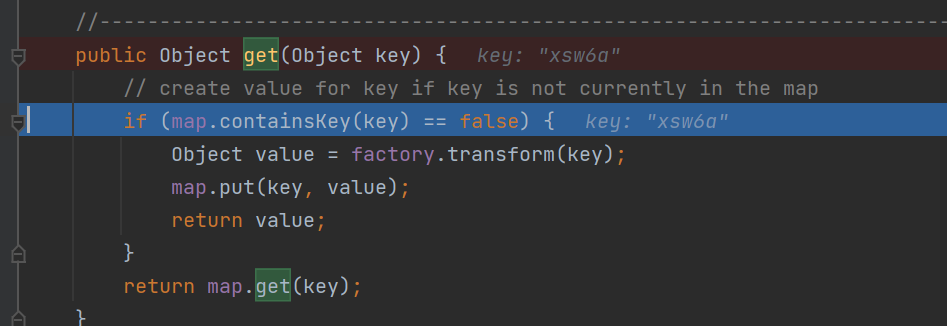 //-----------------------------------------------------------------------
public Object get(Object key) {   key: "xsw6a"
    // create value for key if key is not currently in the map
    if (map.containsKey(key) == false) {   key: "xsw6a"
        Object value = factory.transform(key);
        map.put(key, value);
        return value;
    }
    return map.get(key);
}